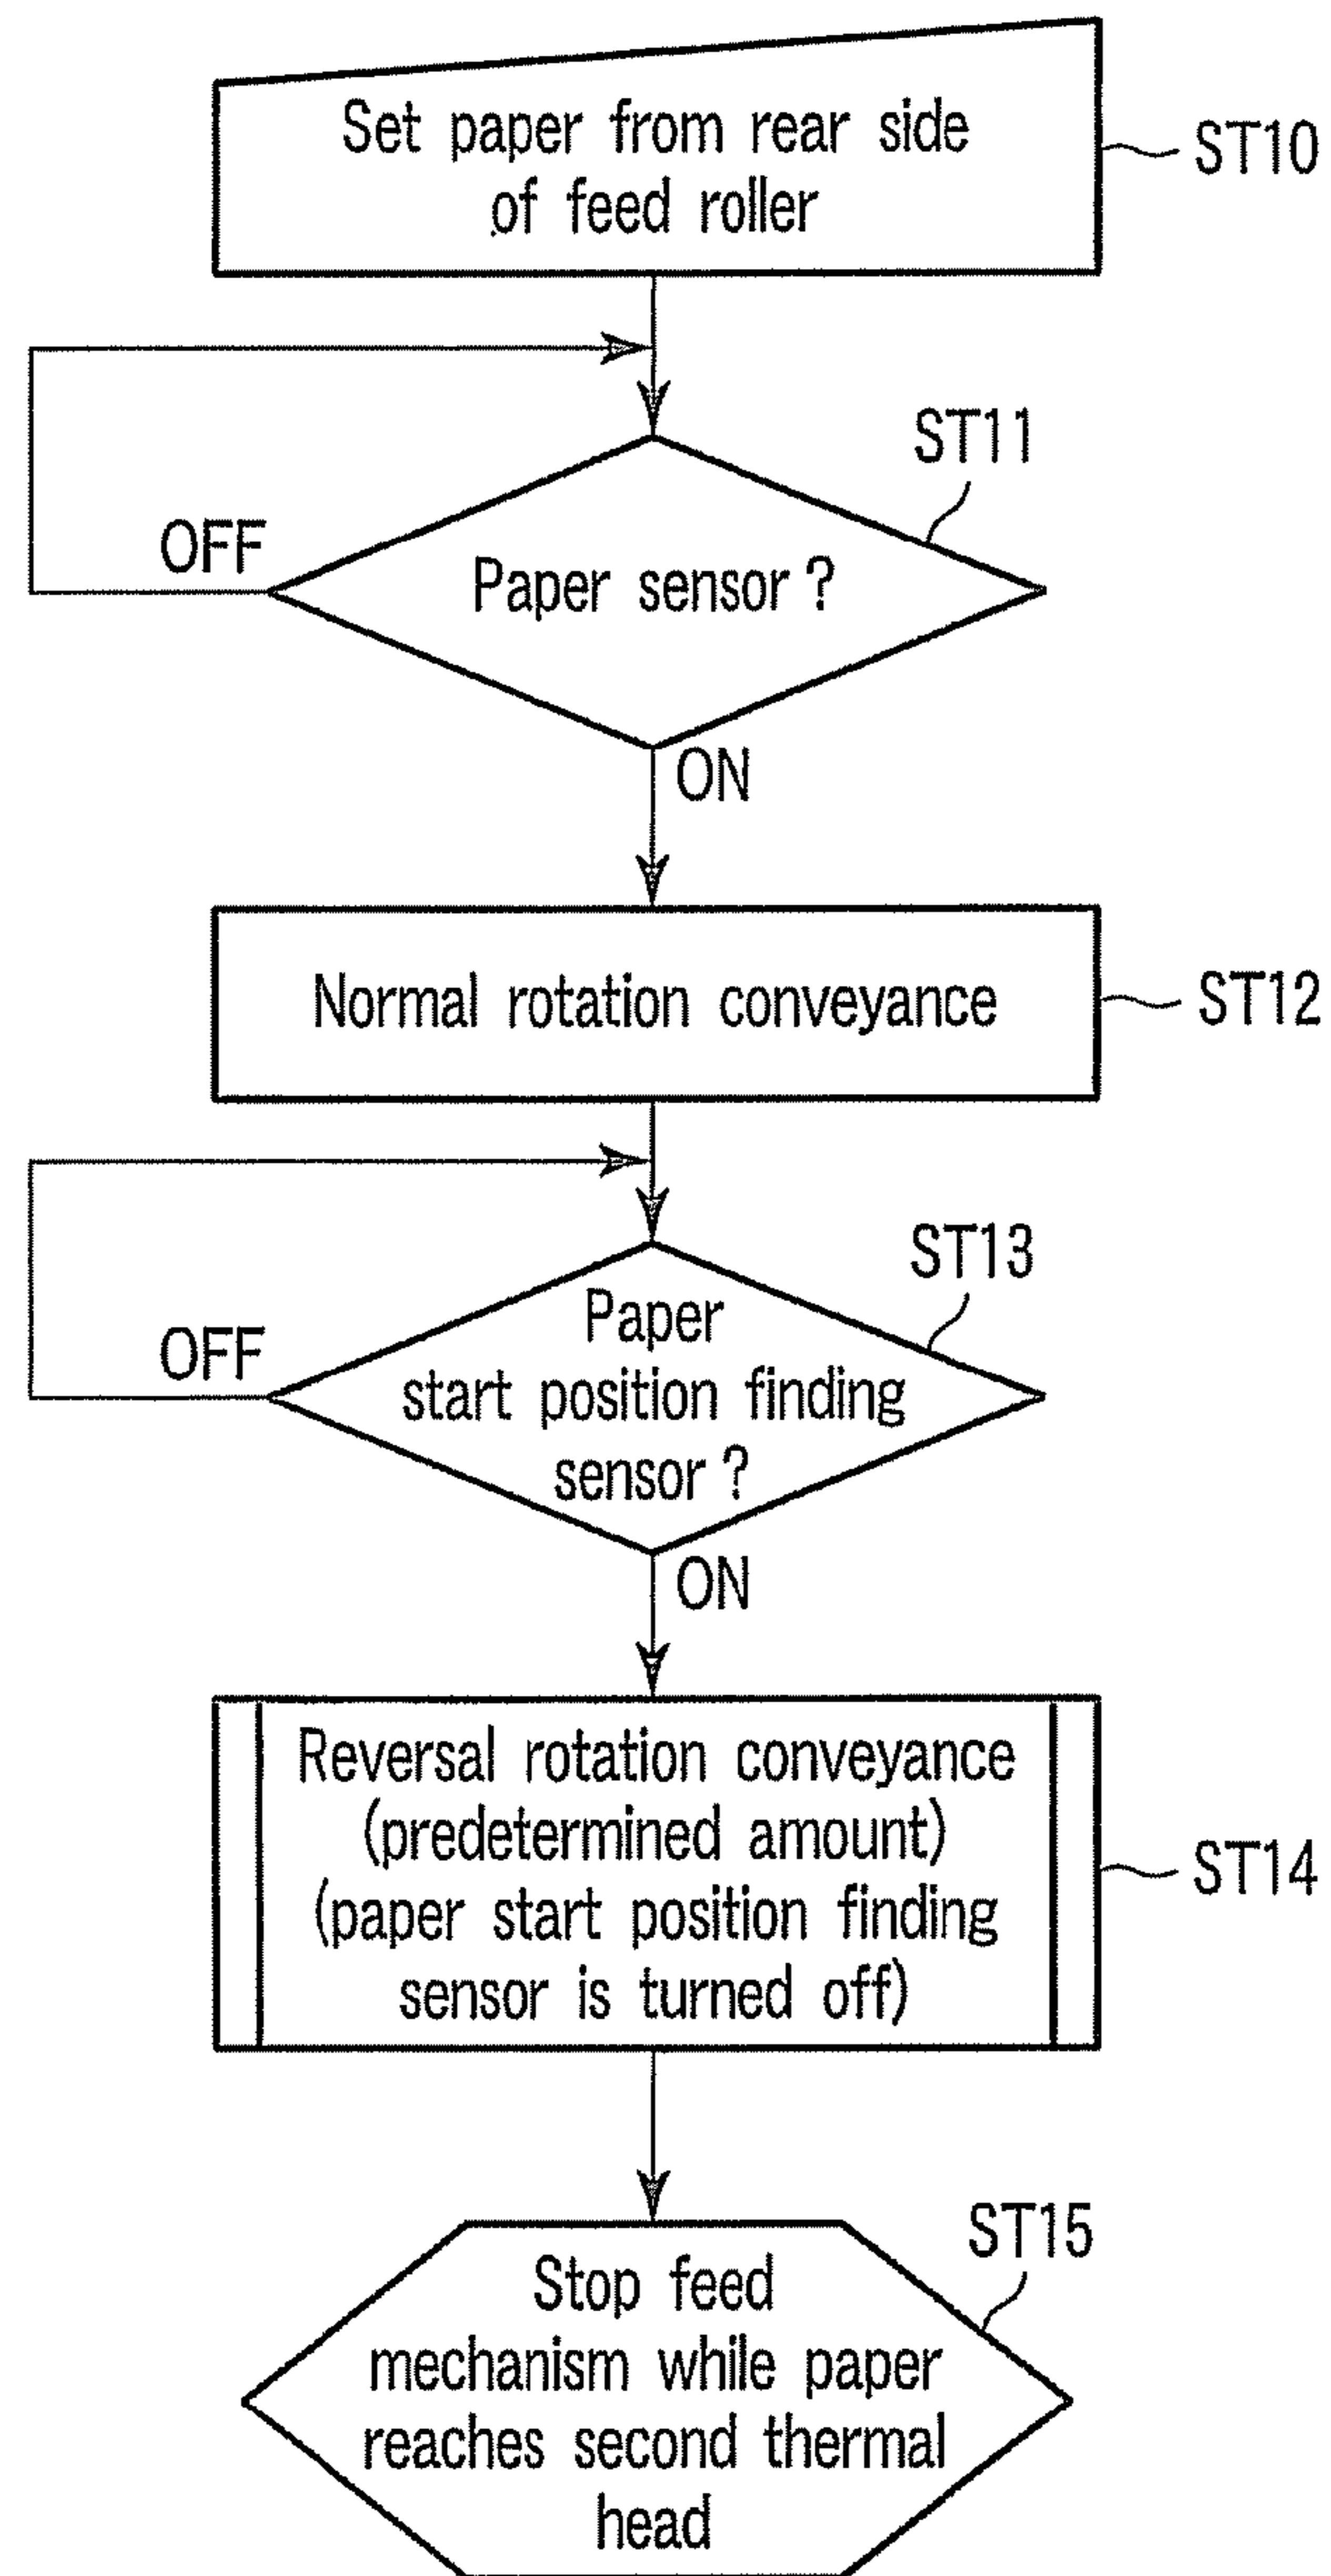 Set paper from rear side
of feed roller
ST10
ST11
OFF
Paper sensor ?
ON
Normal rotation conveyance
ST12
ST13
OFF
Paper
start position finding
sensor ?
ON
Reversal rotation conveyance
(predetermined amount)
(paper start position finding
sensor is turned off)
ST14
ST15
Stop feed
mechanism while paper
reaches second thermal
head